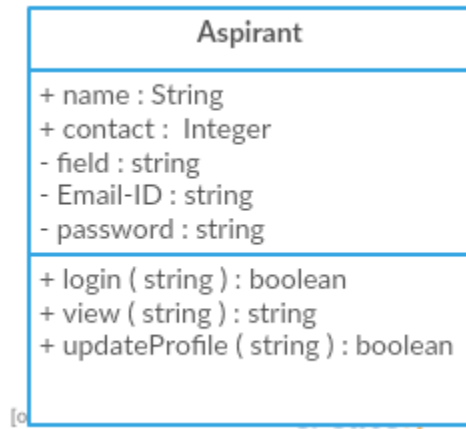 Aspirant
+ name : String
+ contact :  Integer
- field : string
- Email-ID : string
- password : string
+ login ( string ) : boolean
+ view ( string ) : string
+ updateProfile ( string ) : boolean